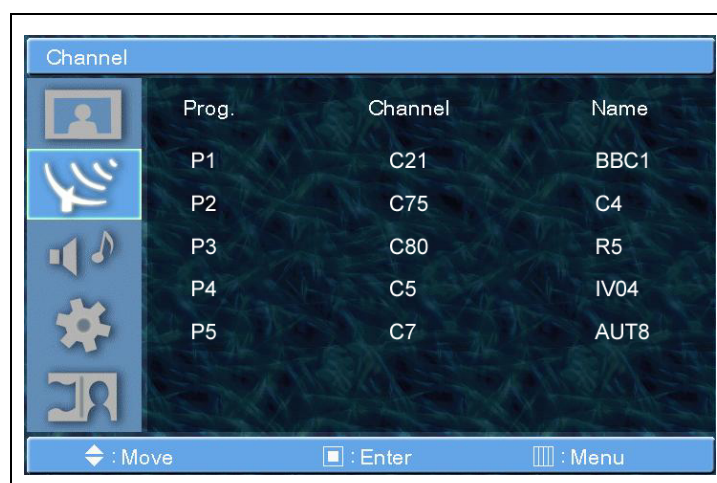 Channel
Prog. Channel Name
P1 C21 BBC1
P2 C75 C4
P3 C80 R5
P4 C5 IV04
P5 C7 AUT8
: Move : Enter : Menu